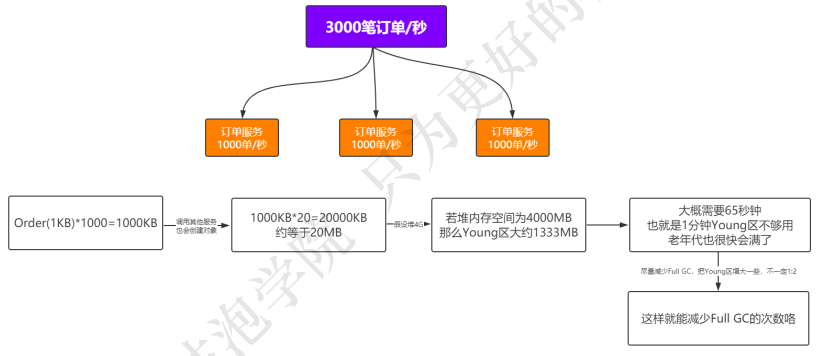 3000笔订单/秒
订单服务
1000单/秒
订单服务
1000单/秒
订单服务
1000单/秒
Order(1KB)*1000=1000KB
调用其他服务
也会创建对象
1000KB*20=20000KB
约等于20MB
假设堆4G
若堆内存空间为4000MB
那么Young区大约1333MB
大概需要65秒钟
也就是1分钟Young区不够用
老年代也很快会满了
尽量减少Full GC，把Young区增大一些，不一定1:2
这样就能减少Full GC的次数咯
泡学院 只为更好的